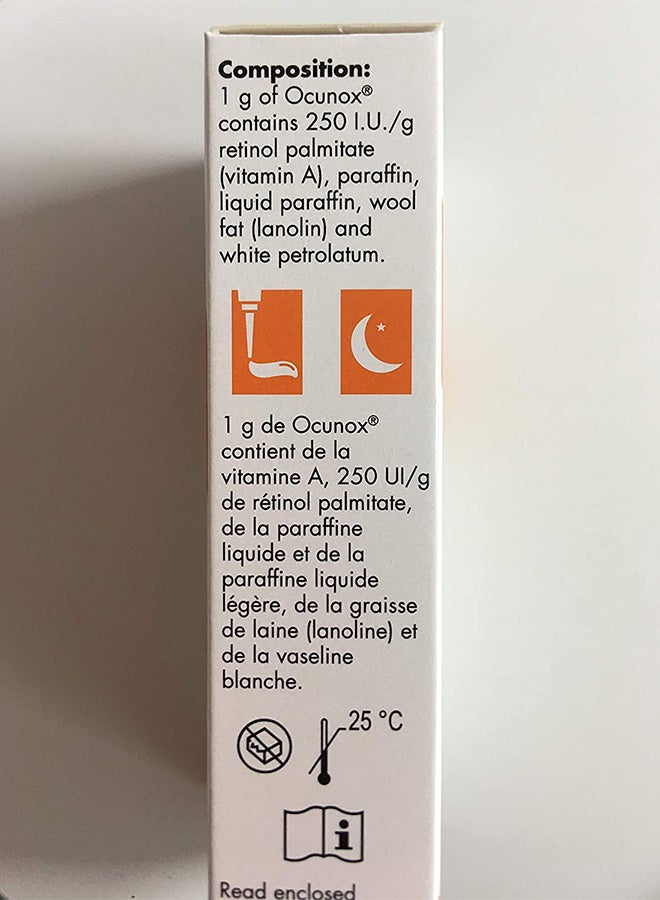 Composition:
1 g of Ocunox®
contains 250 I.U./g
retinol palmitate
(vitamin A), paraffin,
liquid paraffin, wool
fat (lanolin) and
white petrolatum.
1 g de Ocunox®
contient de la
vitamine A, 250 UI/g
de rétinol palmitate,
de la paraffine
liquide et de la
paraffine liquide
légère, de la graisse
de laine (lanoline) et
de la vaseline
blanche.
25 °C
i
Read enclosed